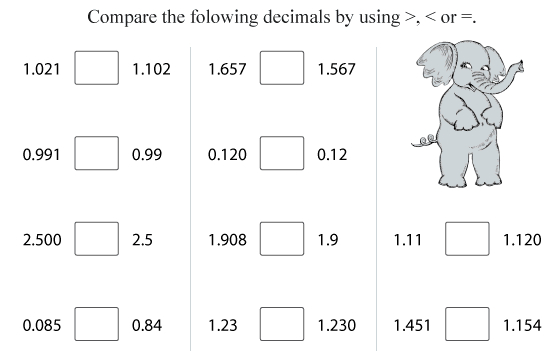 Compare the folowing decimals by using >, < or =.
1.021 1.102 1.657 1.567
0.991 0.99 0.120 0.12
2.500 2.5 1.908 1.9 1.11 1.120
0.085 0.84 1.23 1.230 1.451 1.154